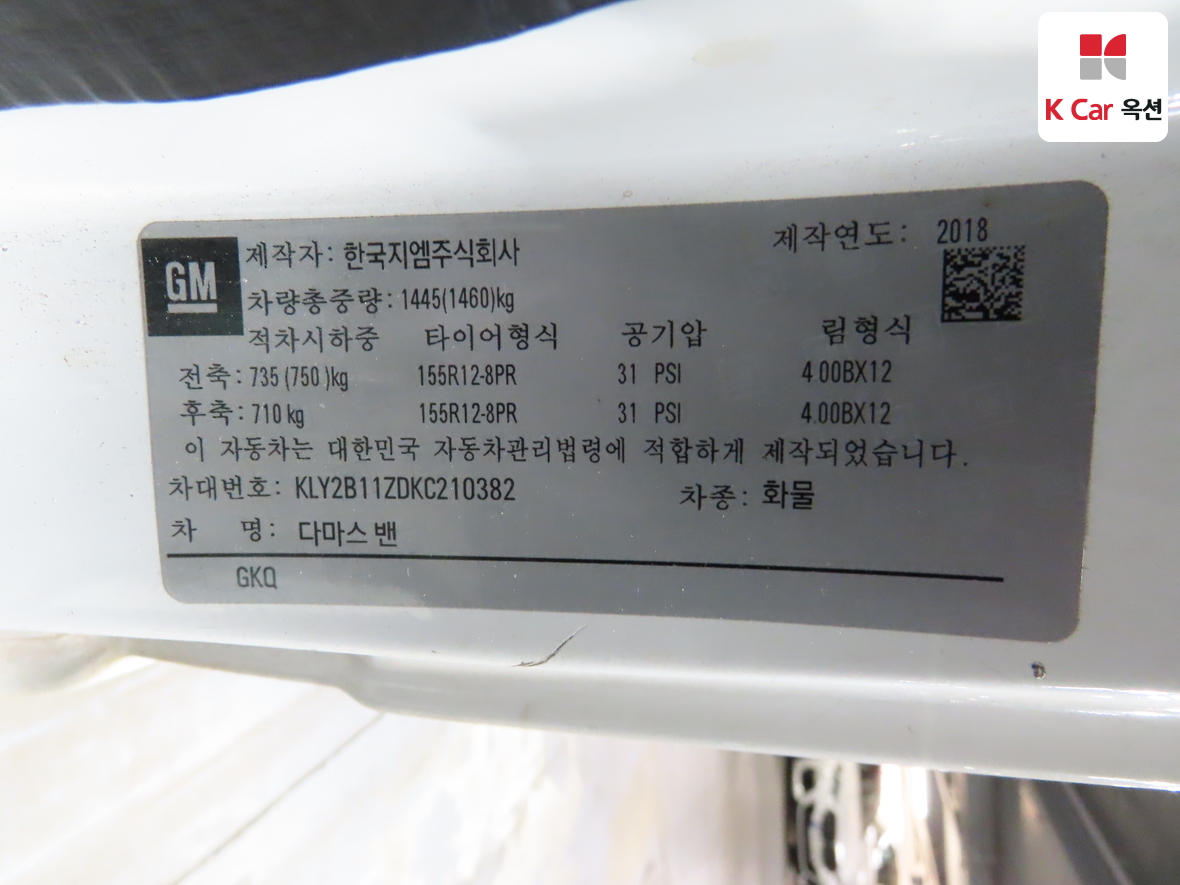 K Car 옥션
GM 제작자: 한국지엠주식회사 제작연도: 2018
차량총중량: 1445(1460)kg
적차시하중 타이어형식 공기압 림형식
전축: 735 (750 )kg 155R12-8PR 31 PSI 4 00BX12
후축: 710 kg 155R12-8PR 31 PSI 4.00BX12
이 자동차는 대한민국 자동차관리법령에 적합하게 제작되었습니다.
차대번호: KLY2B11ZDKC210382 차종: 화물
차 명: 다마스 밴
GKQ